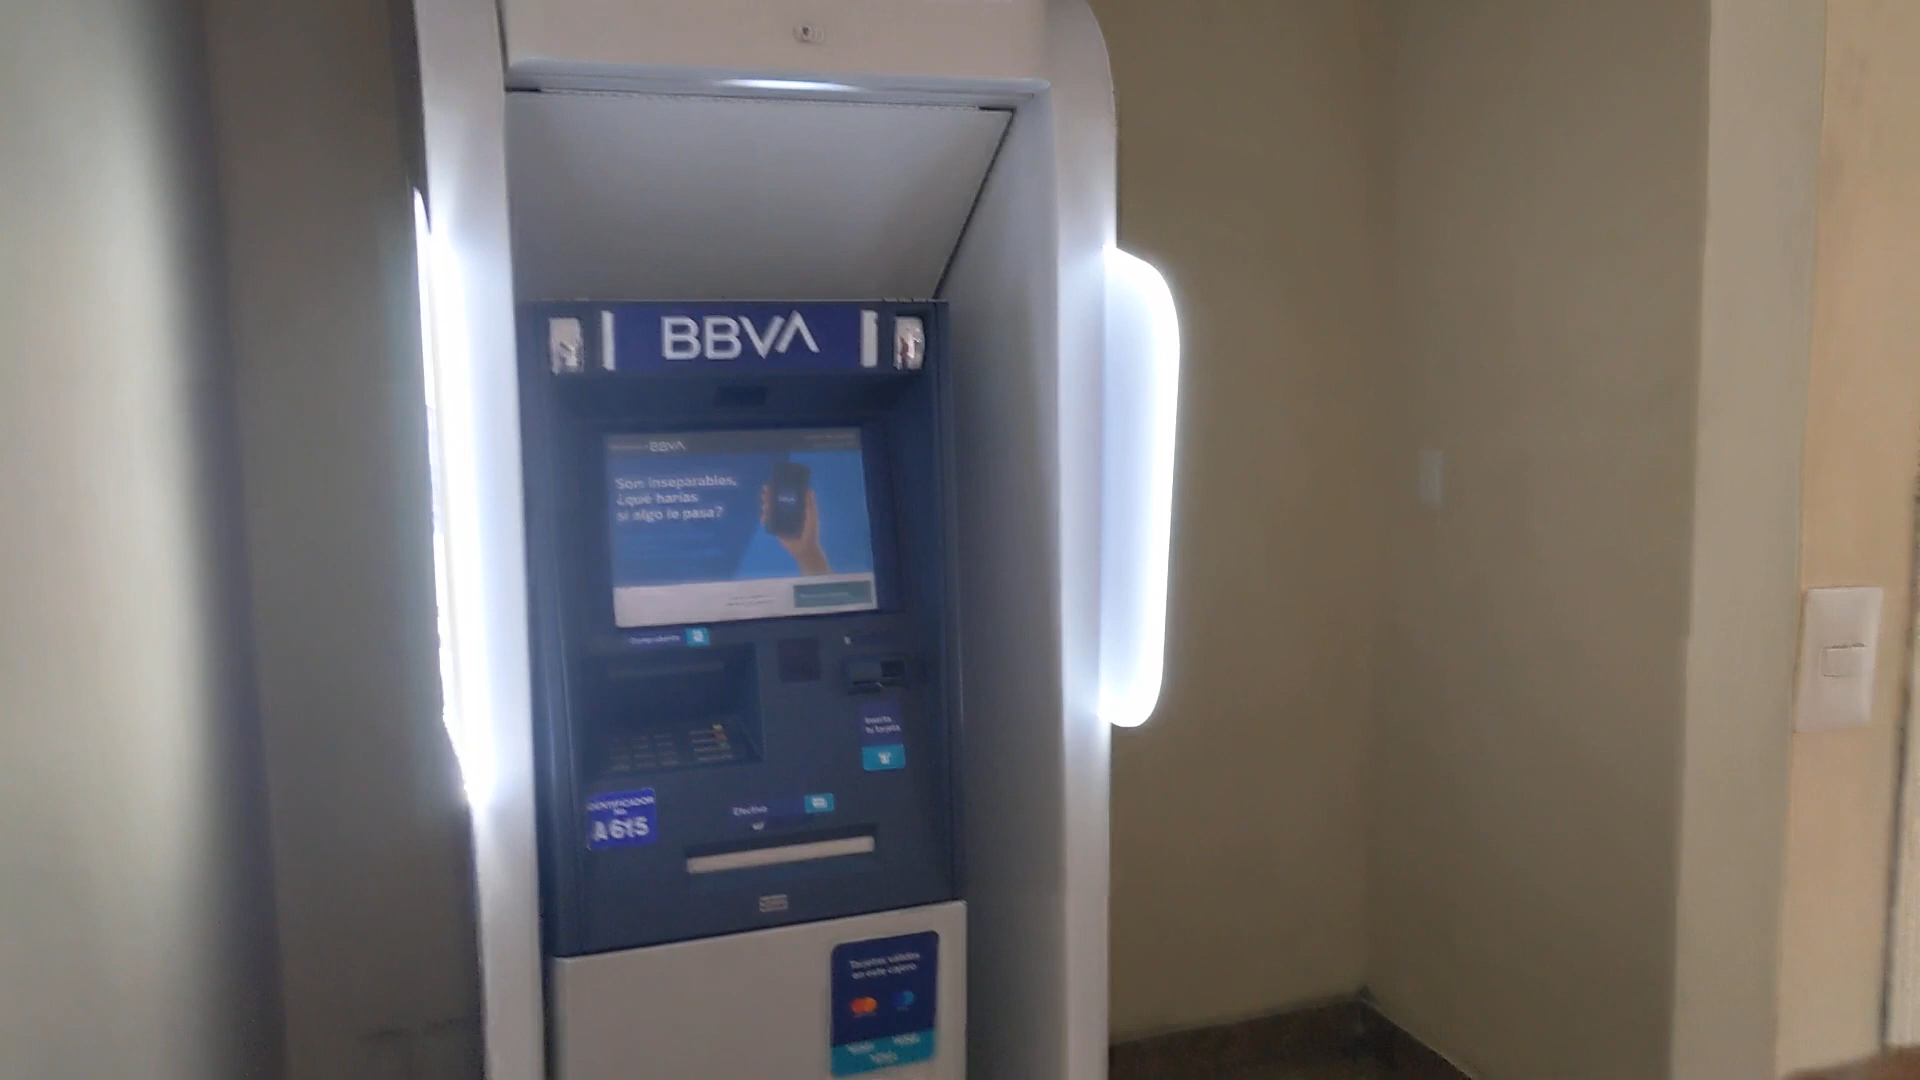 BBVA
BBVA
Son inseparables,
¿qué harías
si algo le pasa?
Inserta
tu tarjeta
IDENTIFICADOR
No.
A615
Efectivo
Tarjetas válidas
en este cajero